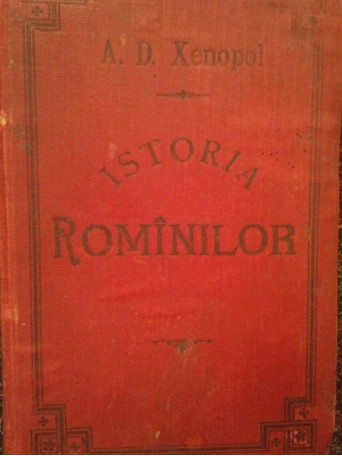 A. D. Xenopol
ISTORIA
ROMÎNILOR